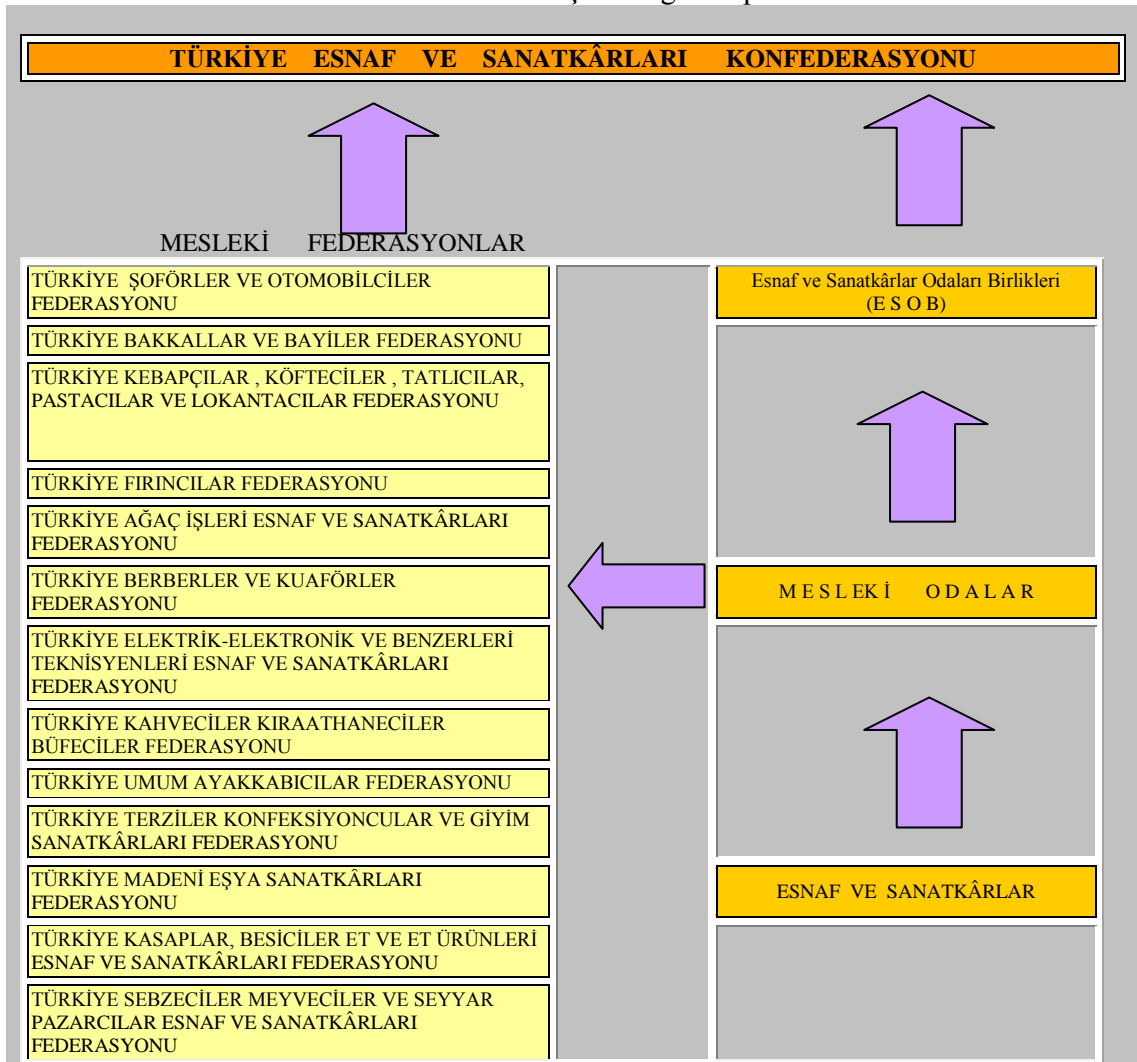 TÜRKİYE ESNAF VE SANATKÂRLARI KONFEDERASYONU
MESLEKİ FEDERASYONLAR
TÜRKİYE ŞOFÖRLER VE OTOMOBİLCİLER
FEDERASYONU
TÜRKİYE BAKKALLAR VE BAYİLER FEDERASYONU
TÜRKİYE KEBAPÇILAR , KÖFTECİLER , TATLICILAR,
PASTACILAR VE LOKANTACILAR FEDERASYONU
TÜRKİYE FIRINCILAR FEDERASYONU
TÜRKİYE AĞAÇ İŞLERİ ESNAF VE SANATKÂRLARI
FEDERASYONU
TÜRKİYE BERBERLER VE KUAFÖRLER
FEDERASYONU
TÜRKİYE ELEKTRİK-ELEKTRONİK VE BENZERLERİ
TEKNİSYENLERİ ESNAF VE SANATKÂRLARI
FEDERASYONU
TÜRKİYE KAHVECİLER KIRAATHANECİLER
BÜFECİLER FEDERASYONU
TÜRKİYE UMUM AYAKKABICILAR FEDERASYONU
TÜRKİYE TERZİLER KONFEKSİYONCULAR VE GİYİM
SANATKÂRLARI FEDERASYONU
TÜRKİYE MADENİ EŞYA SANATKÂRLARI
FEDERASYONU
TÜRKİYE KASAPLAR, BESİCİLER ET VE ET ÜRÜNLERİ
ESNAF VE SANATKÂRLARI FEDERASYONU
TÜRKİYE SEBZECİLER MEYVECİLER VE SEYYAR
PAZARCILAR ESNAF VE SANATKÂRLARI
FEDERASYONU
Esnaf ve Sanatkârlar Odaları Birlikleri
(E S O B)
M E S L EK İ O D A L A R
ESNAF VE SANATKÂRLAR